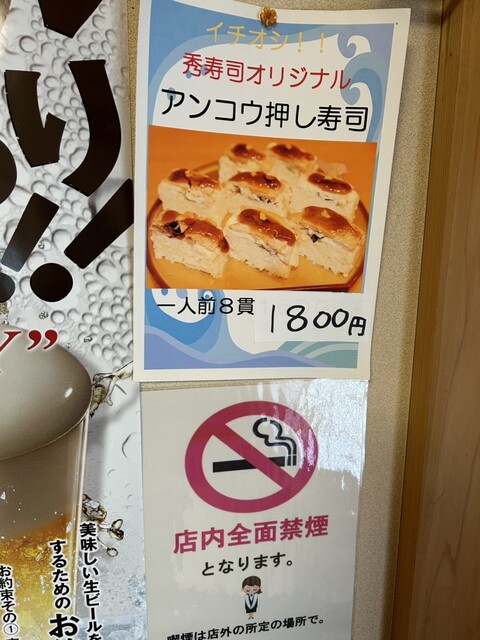 イチオシ！！
秀寿司オリジナル
アンコウ押し寿司
一人前8貫
1800円
店内全面禁煙
となります。
喫煙は店外の所定の場所で。
り!!
美味しい生ビールを
するための
お約束その①